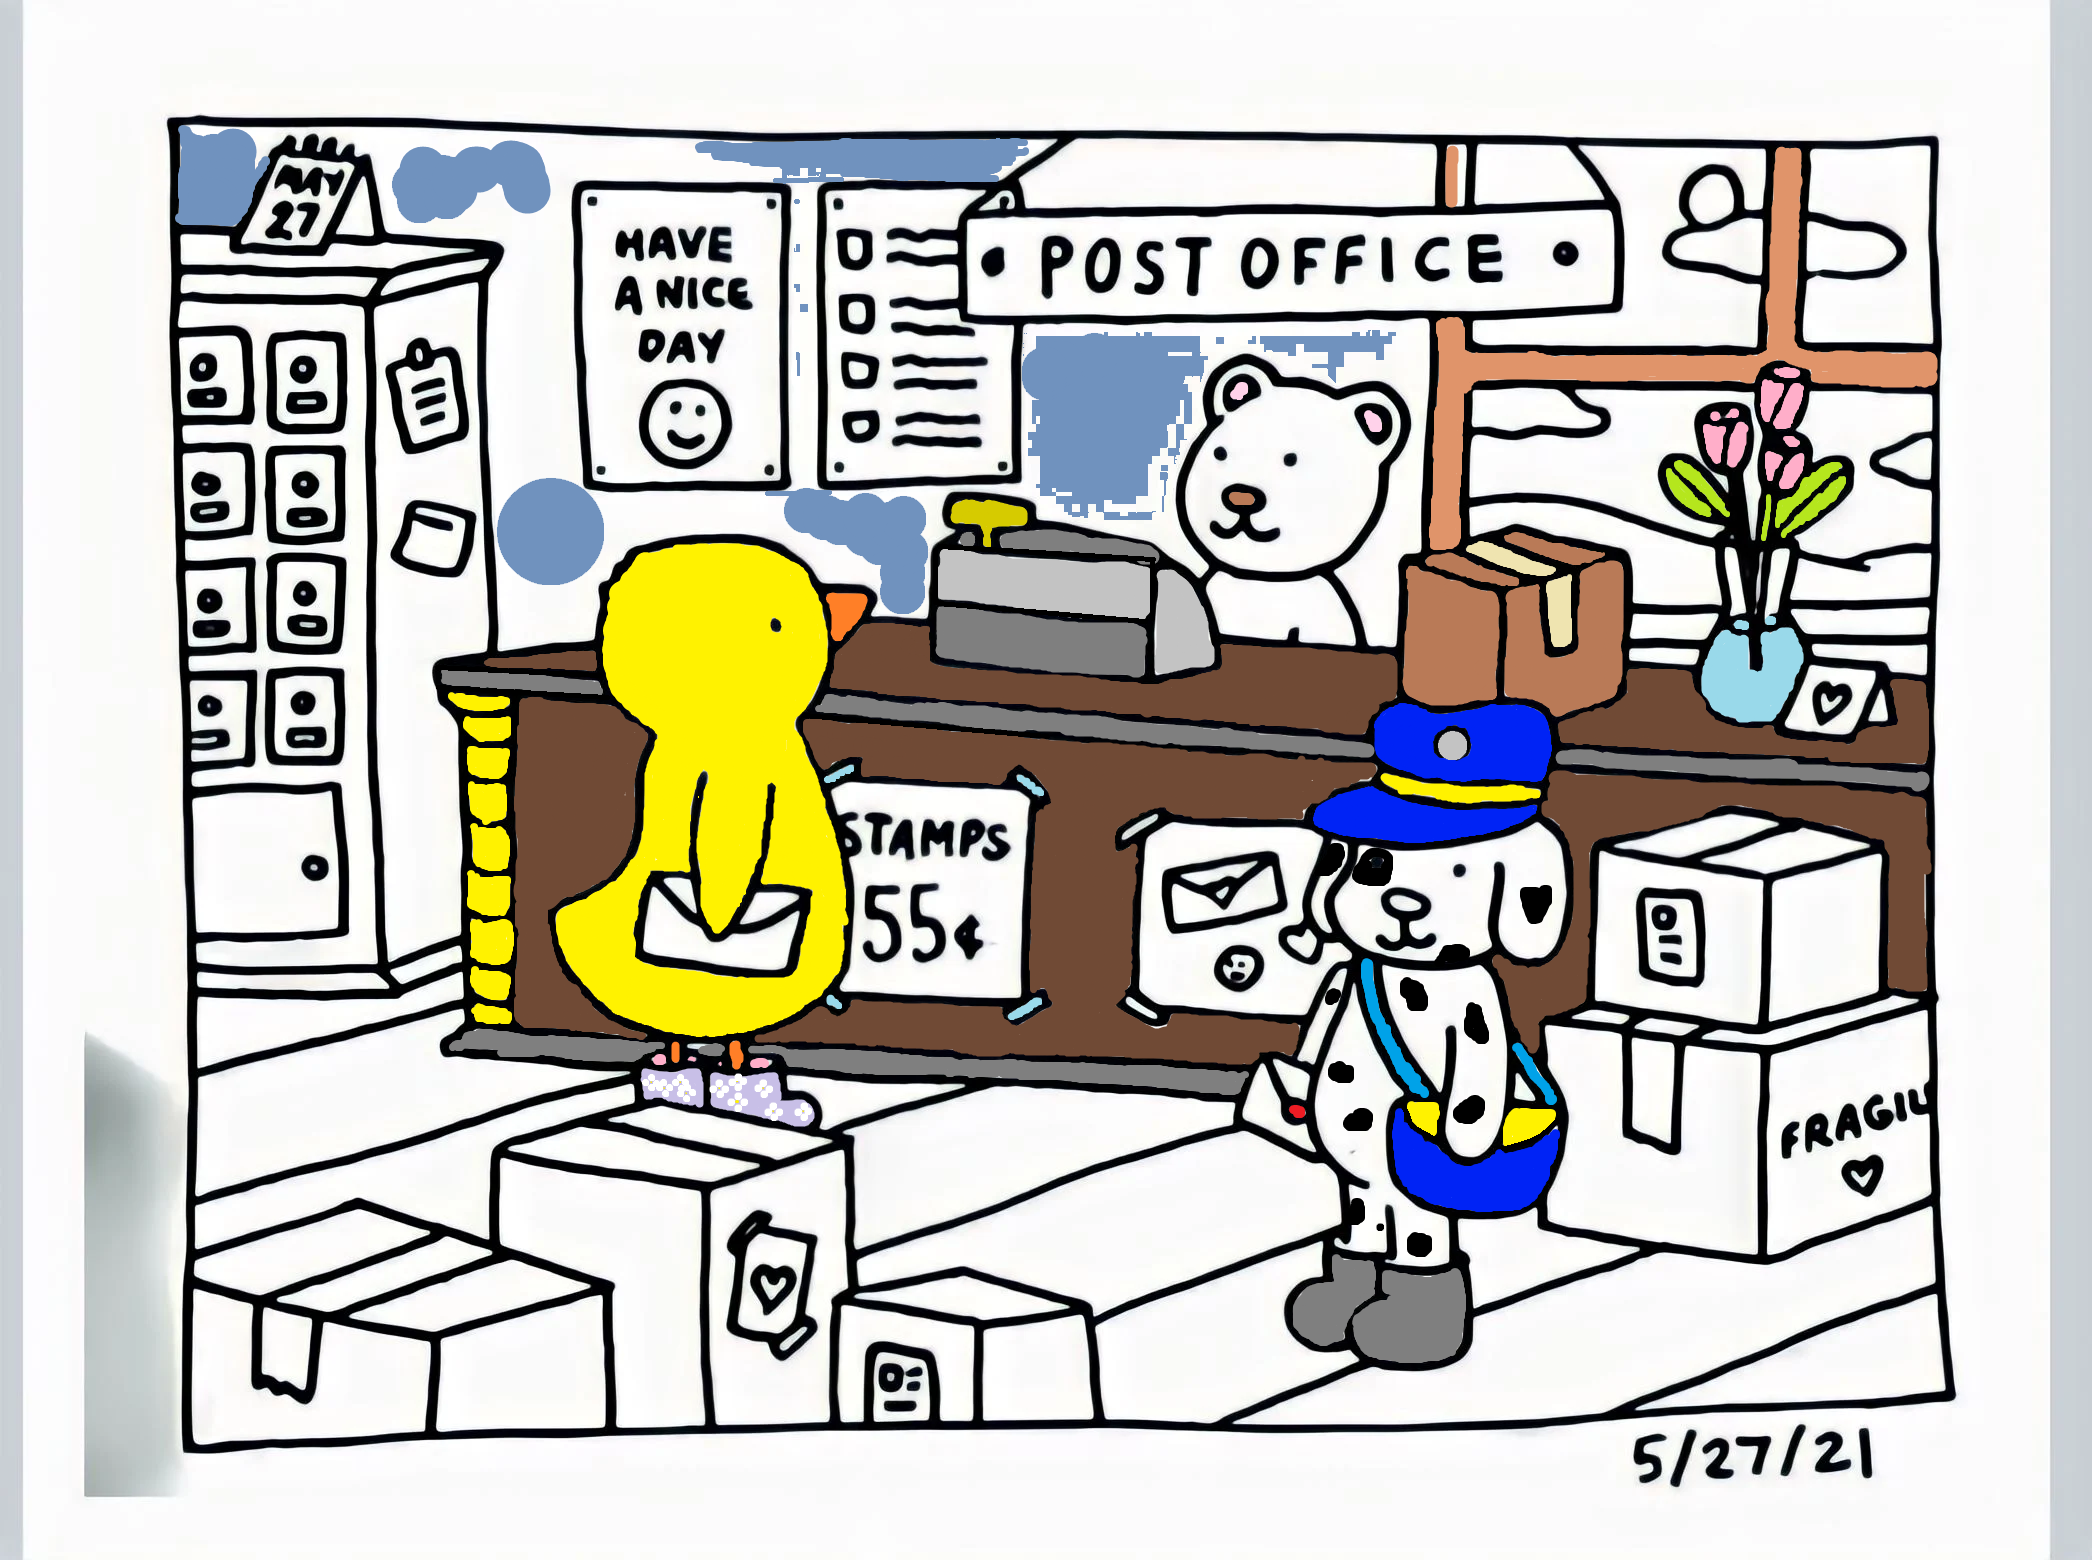 MAY
27
HAVE
A NICE
DAY
POST OFFICE
STAMPS
55¢
FRAGIL
5/27/21